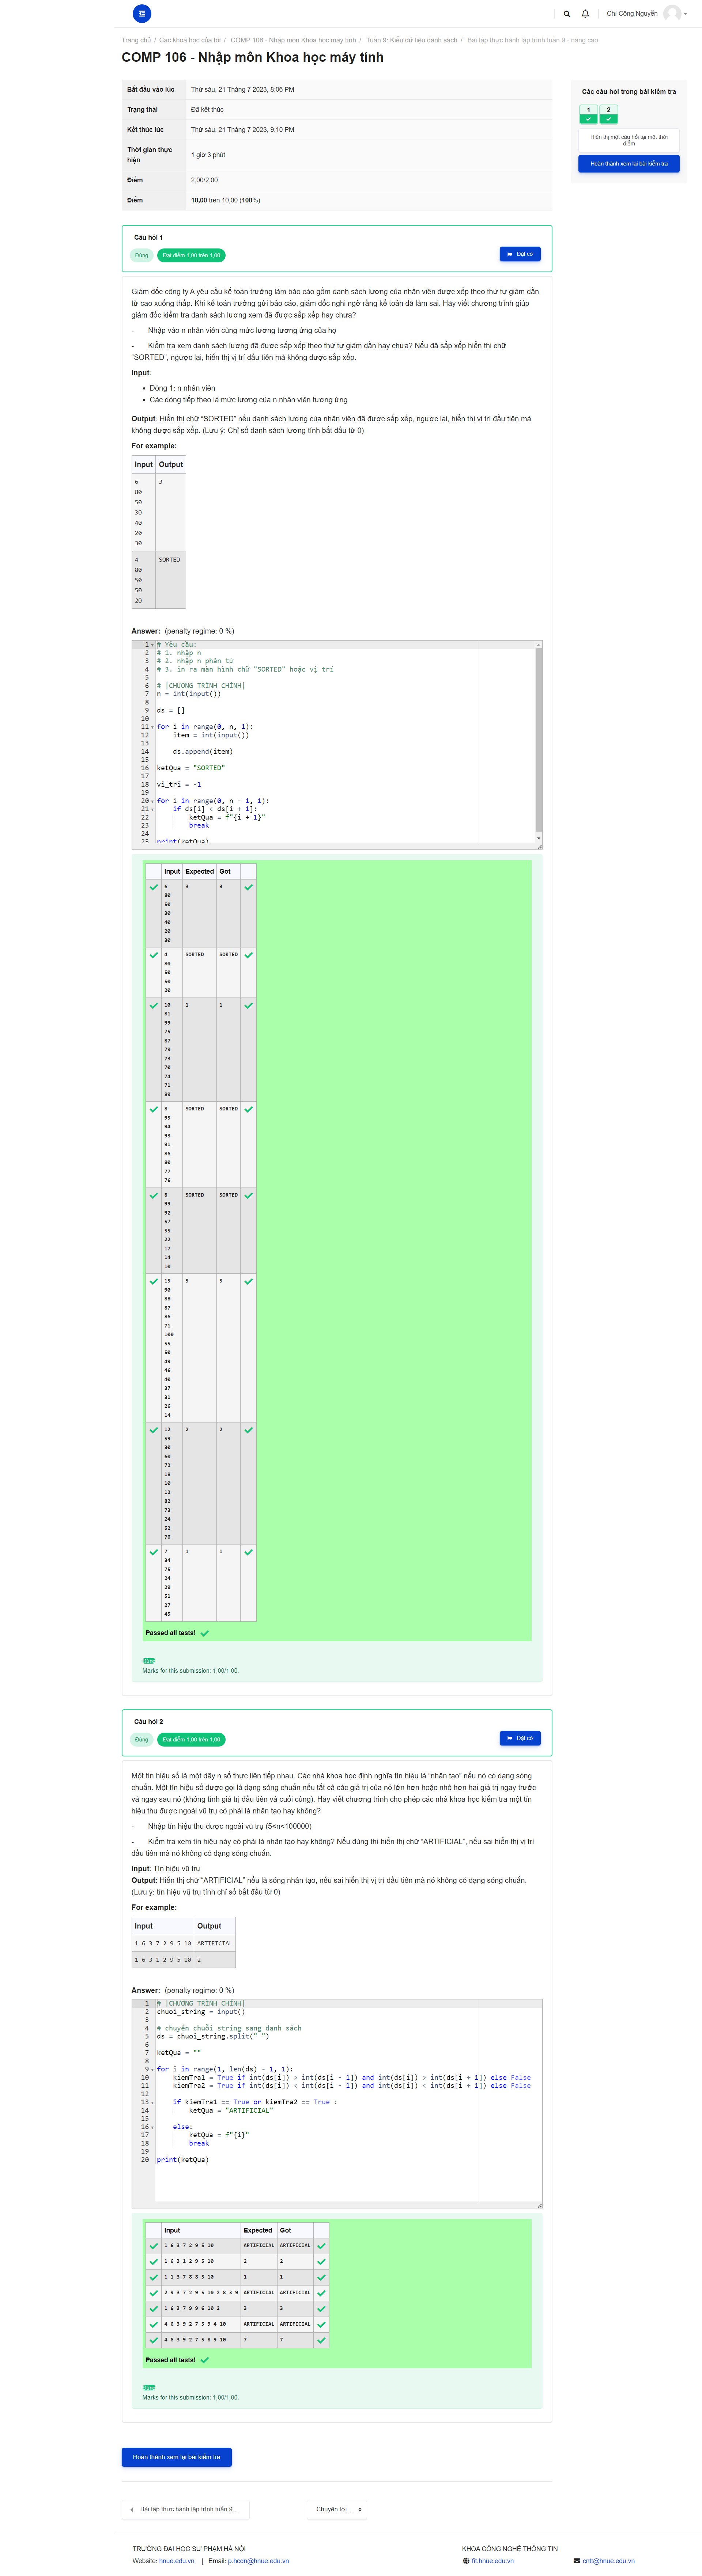 Chí Công Nguyễn
Trang chủ / Các khoá học của tôi / COMP 106 - Nhập môn Khoa học máy tính / Tuần 9: Kiểu dữ liệu danh sách / Bài tập thực hành lập trình tuần 9 - nâng cao
COMP 106 - Nhập môn Khoa học máy tính
Bắt đầu vào lúc Thứ sáu, 21 Tháng 7 2023, 8:06 PM
Trạng thái Đã kết thúc
Kết thúc lúc Thứ sáu, 21 Tháng 7 2023, 9:10 PM
Thời gian thực
hiện 1 giờ 3 phút
Điểm 2,00/2,00
Điểm 10,00 trên 10,00 (100%)
Các câu hỏi trong bài kiểm tra
1 2
Hiển thị một câu hỏi tại một thời
điểm
Hoàn thành xem lại bài kiểm tra
Câu hỏi 1
Đúng Đạt điểm 1,00 trên 1,00 Đặt cờ
Giám đốc công ty A yêu cầu kế toán trưởng làm báo cáo gồm danh sách lương của nhân viên được xếp theo thứ tự giảm dần
từ cao xuống thấp. Khi kế toán trưởng gửi báo cáo, giám đốc nghi ngờ rằng kế toán đã làm sai. Hãy viết chương trình giúp
giám đốc kiểm tra danh sách lương xem đã được sắp xếp hay chưa?
- Nhập vào n nhân viên cùng mức lương tương ứng của họ
- Kiểm tra xem danh sách lương đã được sắp xếp theo thứ tự giảm dần hay chưa? Nếu đã sắp xếp hiển thị chữ
“SORTED”, ngược lại, hiển thị vị trí đầu tiên mà không được sắp xếp.
Input:
• Dòng 1: n nhân viên
• Các dòng tiếp theo là mức lương của n nhân viên tương ứng
Output: Hiển thị chữ “SORTED” nếu danh sách lương của nhân viên đã được sắp xếp, ngược lại, hiển thị vị trí đầu tiên mà
không được sắp xếp. (Lưu ý: Chỉ số danh sách lương tính bắt đầu từ 0)
For example:
Input Output
6 3
80
50
30
40
20
30
4 SORTED
80
50
50
20
Answer: (penalty regime: 0 %)
1 # Yêu cầu:
2 # 1. nhập n
3 # 2. nhập n phần tử
4 # 3. in ra màn hình chữ "SORTED" hoặc vị trí
5
6 # |CHƯƠNG TRÌNH CHÍNH|
7 n = int(input())
8
9 ds = []
10
11 for i in range(0, n, 1):
12 item = int(input())
13
14 ds.append(item)
15
16 ketQua = "SORTED"
17
18 vi_tri = -1
19
20 for i in range(0, n - 1, 1):
21 if ds[i] < ds[i + 1]:
22 ketQua = f"{i + 1}"
23 break
24
25 print(ketQua)
Input Expected Got
6 3 3
80
50
30
40
20
30
4 SORTED SORTED
80
50
50
20
10 1 1
81
99
75
87
79
73
70
74
71
89
8 SORTED SORTED
95
94
93
91
86
80
77
76
8 SORTED SORTED
99
92
57
55
22
17
14
10
15 5 5
90
88
87
86
71
100
55
50
49
46
40
37
31
26
14
12 2 2
59
30
60
72
18
10
12
82
73
24
52
76
7 1 1
34
75
24
29
51
27
45
Passed all tests!
Đúng
Marks for this submission: 1,00/1,00.
Câu hỏi 2
Đúng Đạt điểm 1,00 trên 1,00 Đặt cờ
Một tín hiệu số là một dãy n số thực liên tiếp nhau. Các nhà khoa học định nghĩa tín hiệu là “nhân tạo” nếu nó có dạng sóng
chuẩn. Một tín hiệu số được gọi là dạng sóng chuẩn nếu tất cả các giá trị của nó lớn hơn hoặc nhỏ hơn hai giá trị ngay trước
và ngay sau nó (không tính giá trị đầu tiên và cuối cùng). Hãy viết chương trình cho phép các nhà khoa học kiểm tra một tín
hiệu thu được ngoài vũ trụ có phải là nhân tạo hay không?
- Nhập tín hiệu thu được ngoài vũ trụ (5<n<100000)
- Kiểm tra xem tín hiệu này có phải là nhân tạo hay không? Nếu đúng thì hiển thị chữ “ARTIFICIAL”, nếu sai hiển thị vị trí
đầu tiên mà nó không có dạng sóng chuẩn.
Input: Tín hiệu vũ trụ
Output: Hiển thị chữ “ARTIFICIAL” nếu là sóng nhân tạo, nếu sai hiển thị vị trí đầu tiên mà nó không có dạng sóng chuẩn.
(Lưu ý: tín hiệu vũ trụ tính chỉ số bắt đầu từ 0)
For example:
Input Output
1 6 3 7 2 9 5 10 ARTIFICIAL
1 6 3 1 2 9 5 10 2
Answer: (penalty regime: 0 %)
1 # |CHƯƠNG TRÌNH CHÍNH|
2 chuoi_string = input()
3
4 # chuyển chuỗi string sang danh sách
5 ds = chuoi_string.split(" ")
6
7 ketQua = ""
8
9 for i in range(1, len(ds) - 1, 1):
10 kiemTra1 = True if int(ds[i]) > int(ds[i - 1]) and int(ds[i]) > int(ds[i + 1]) else False
11 kiemTra2 = True if int(ds[i]) < int(ds[i - 1]) and int(ds[i]) < int(ds[i + 1]) else False
12
13 if kiemTra1 == True or kiemTra2 == True :
14 ketQua = "ARTIFICIAL"
15
16 else:
17 ketQua = f"{i}"
18 break
19
20 print(ketQua)
Input Expected Got
1 6 3 7 2 9 5 10 ARTIFICIAL ARTIFICIAL
1 6 3 1 2 9 5 10 2 2
1 1 3 7 8 8 5 10 1 1
2 9 3 7 2 9 5 10 2 8 3 9 ARTIFICIAL ARTIFICIAL
1 6 3 7 9 9 6 10 2 3 3
4 6 3 9 2 7 5 9 4 10 ARTIFICIAL ARTIFICIAL
4 6 3 9 2 7 5 8 9 10 7 7
Passed all tests!
Đúng
Marks for this submission: 1,00/1,00.
Hoàn thành xem lại bài kiểm tra
Bài tập thực hành lập trình tuần 9... Chuyển tới...
TRƯỜNG ĐẠI HỌC SƯ PHẠM HÀ NỘI KHOA CÔNG NGHỆ THÔNG TIN
Website: hnue.edu.vn | Email: p.hcdn@hnue.edu.vn fit.hnue.edu.vn cntt@hnue.edu.vn